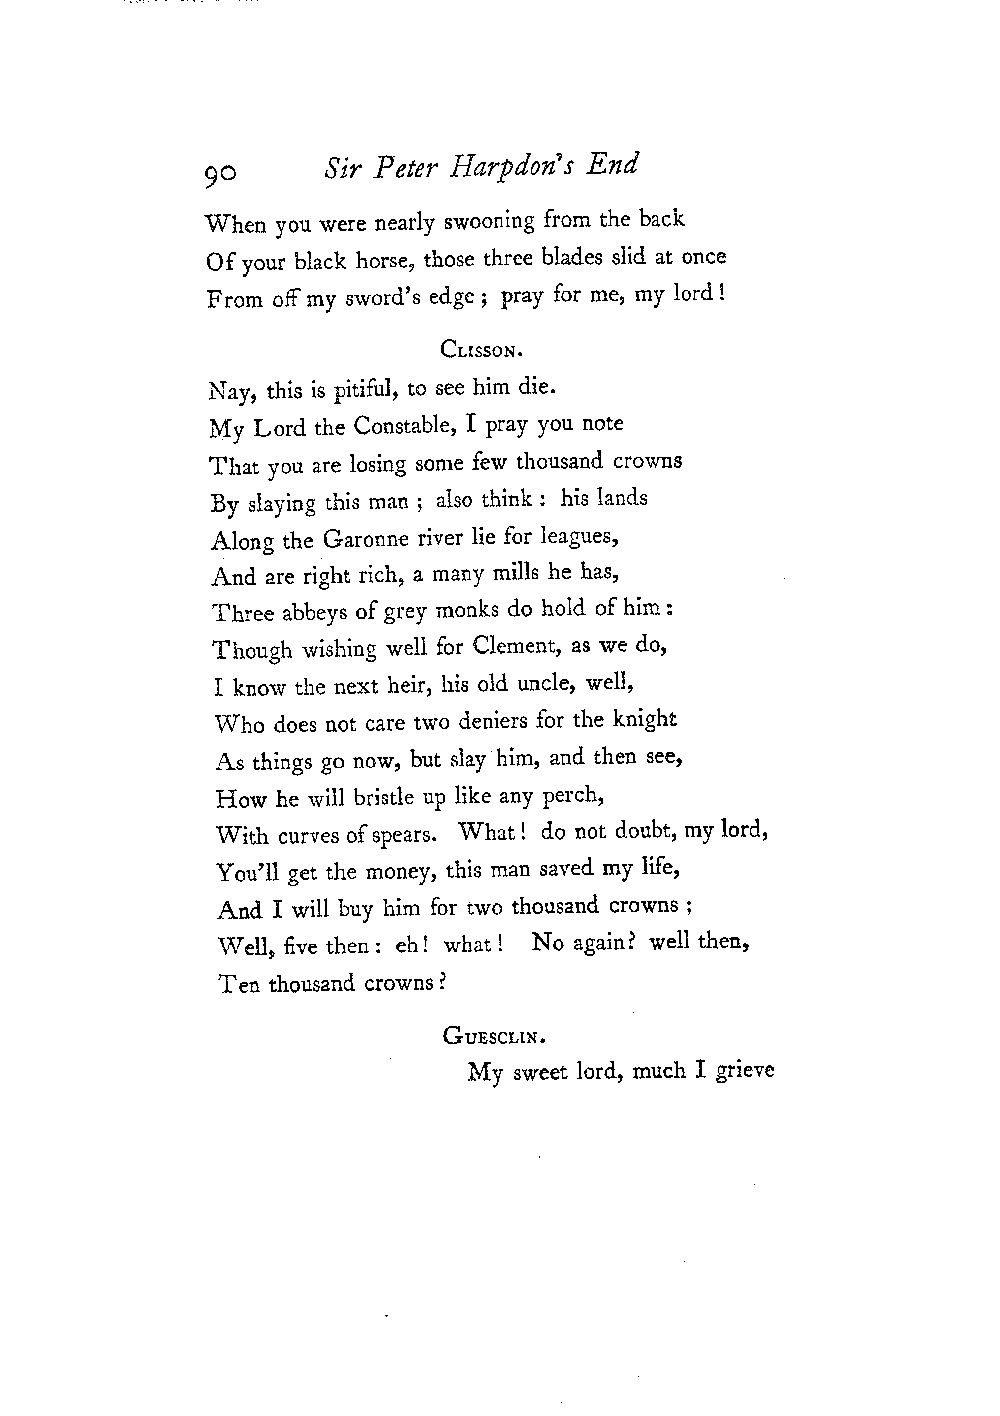 90 Sir Peter Harpdon's End
When you were nearly swooning from the back
Of your black horse, those three blades slid at once
From off my sword's edge ; pray for me, my lord !
Clisson.
Nay, this is pitiful, to see him die.
My Lord the Constable, I pray you note
That you are losing some few thousand crowns
By slaying this man ; also think : his lands
Along the Garonne river lie for leagues,
And are right rich, a many mills he has,
Three abbeys of grey monks do hold of him :
Though wishing well for Clement, as we do,
I know the next heir, his old uncle, well,
Who does not care two deniers for the knight
As things go now, but slay him, and then see,
How he will bristle up like any perch,
With curves of spears. What ! do not doubt, my lord,
You'll get the money, this man saved my life,
And I will buy him for two thousand crowns ;
Well, five then : eh ! what ! No again ? well then,
Ten thousand crowns ?
Guesclin.
My sweet lord, much I grieve